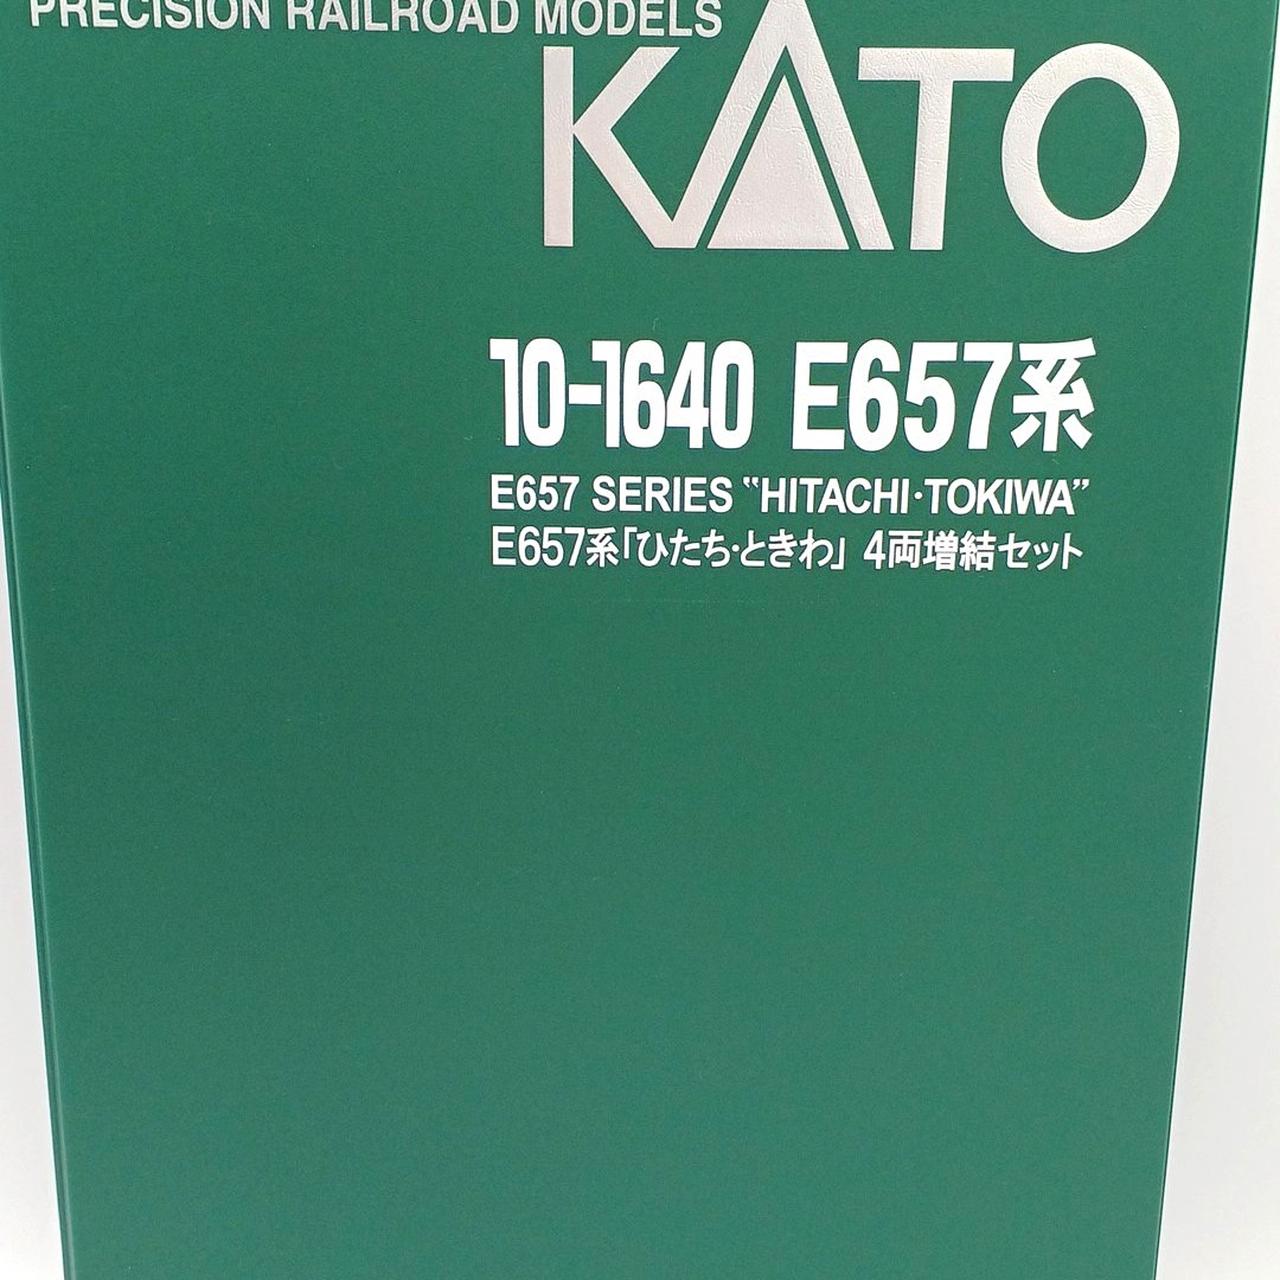 PRECISION RAILROAD MODELS
KATO
10-1640 E657系
E657 SERIES "HITACHI·TOKIWA"
E657系「ひたち·ときわ」 4両増結セット